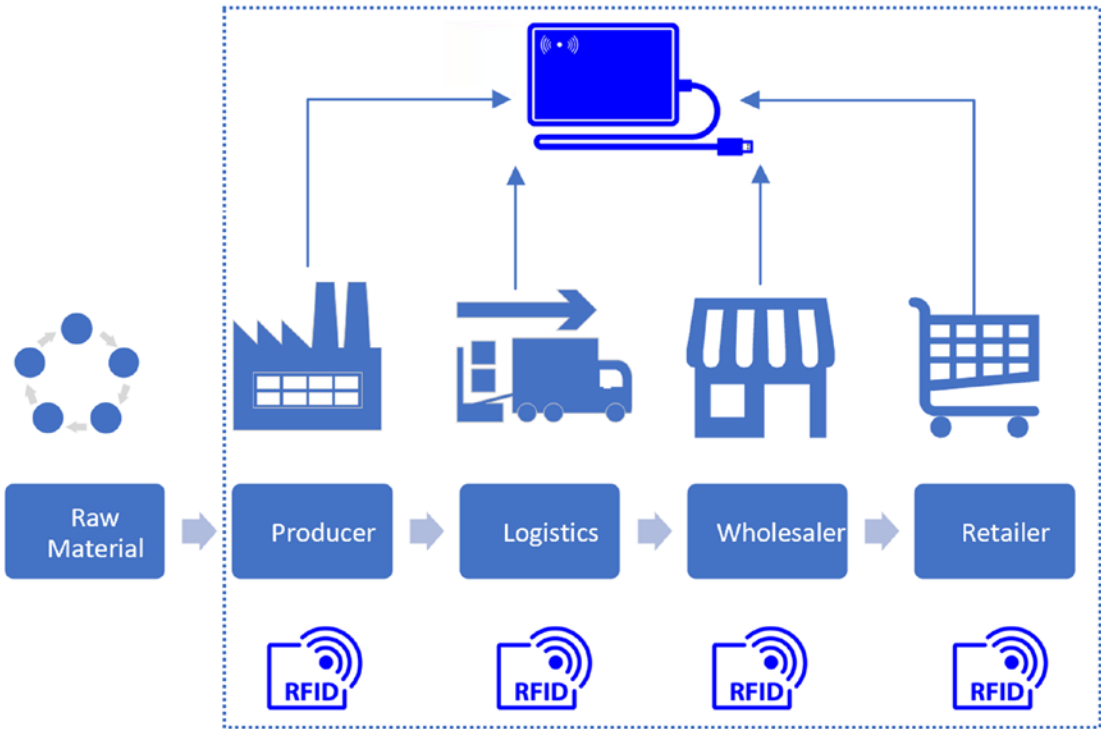 Raw
Material
Producer
Logistics
Wholesaler
Retailer
RFID
RFID
RFID
RFID